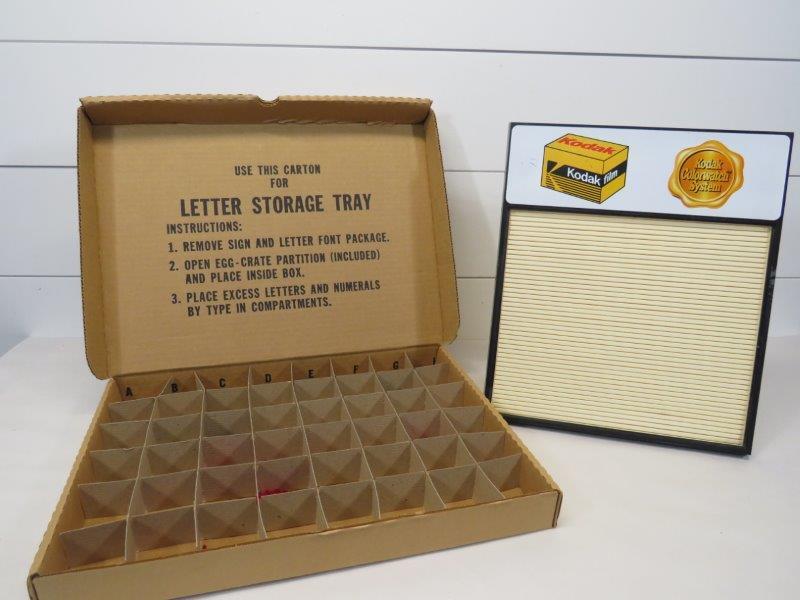 USE THIS CARTON
FOR
LETTER STORAGE TRAY
INSTRUCTIONS:
1. REMOVE SIGN AND LETTER FONT PACKAGE.
2. OPEN EGG-CRATE PARTITION (INCLUDED)
AND PLACE INSIDE BOX.
3. PLACE EXCESS LETTERS AND NUMERALS
BY TYPE IN COMPARTMENTS.
A B C D E F G
Kodak
Kodak film
Kodak
Colorwatch
System